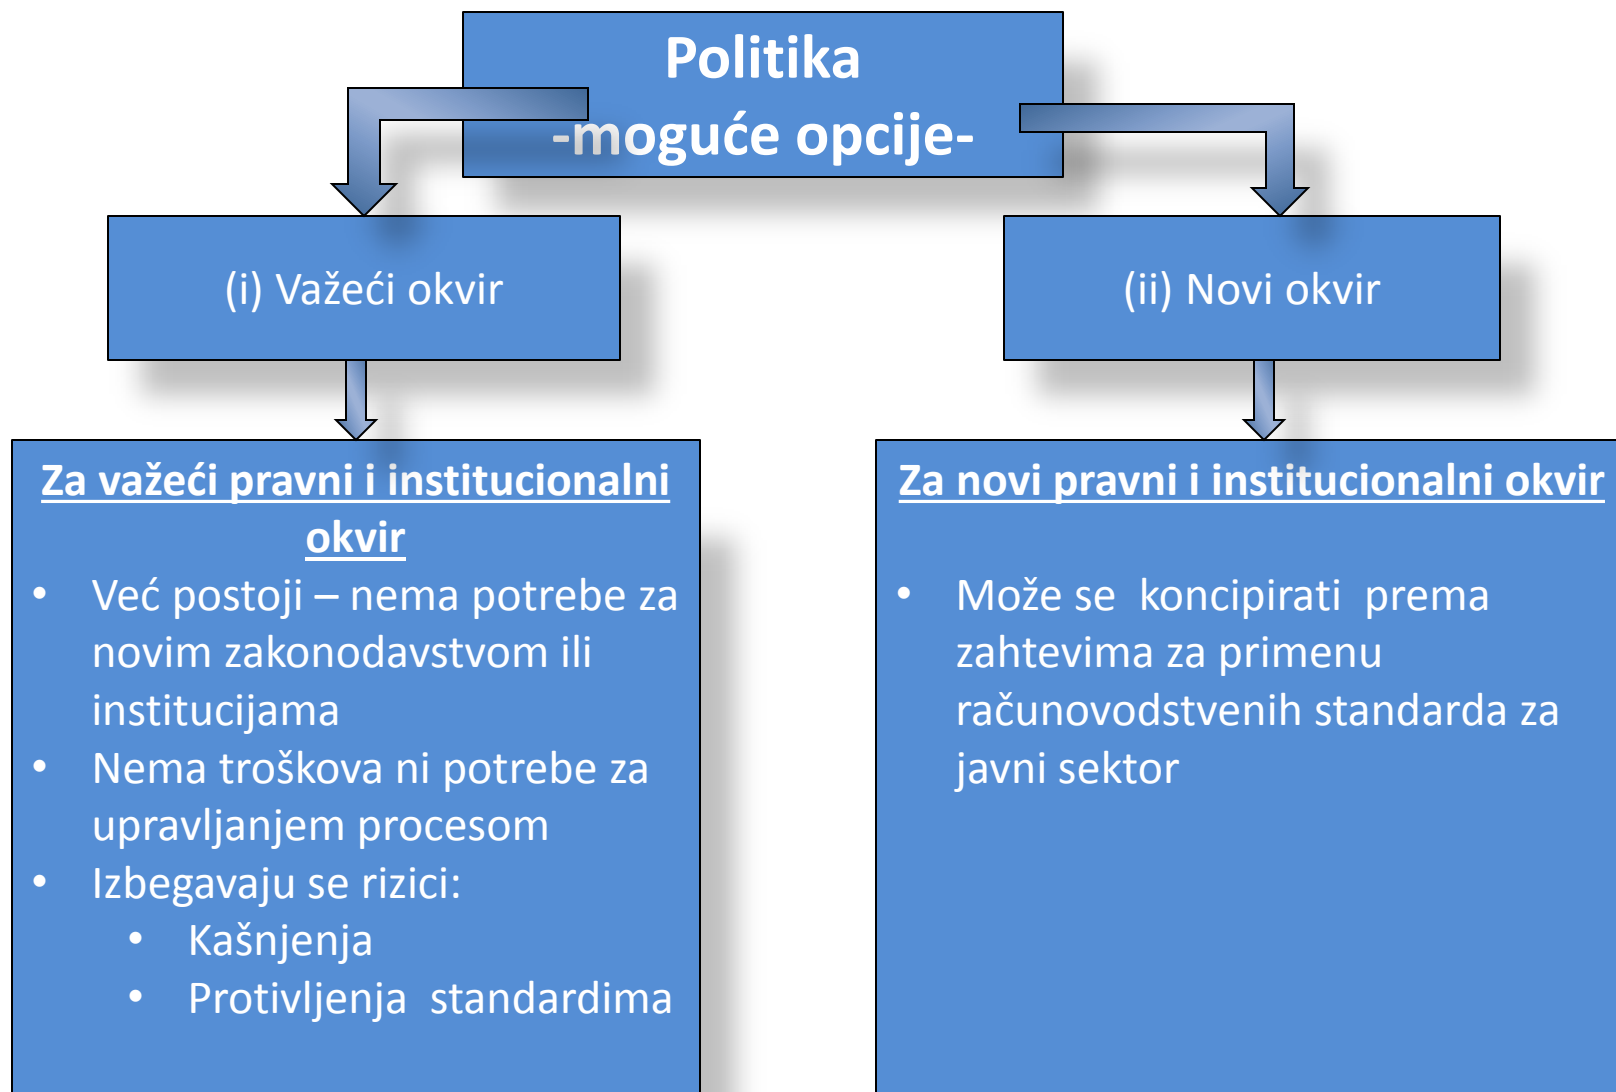 Politika
-moguće opcije-
(i) Važeći okvir
(ii) Novi okvir
Za važeći pravni i institucionalni
okvir
• Već postoji – nema potrebe za
novim zakonodavstvom ili
institucijama
• Nema troškova ni potrebe za
upravljanjem procesom
• Izbegavaju se rizici:
• Kašnjenja
• Protivljenja standardima
Za novi pravni i institucionalni okvir
• Može se koncipirati prema
zahtevima za primenu
računovodstvenih standarda za
javni sektor